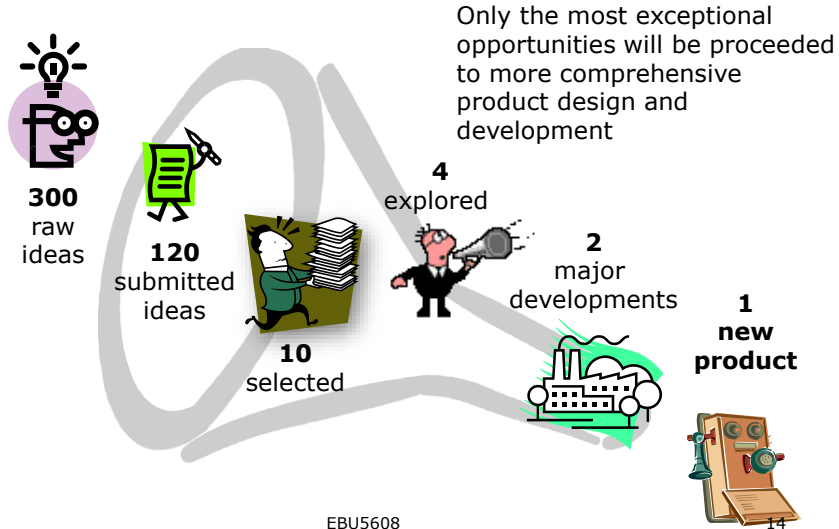 Only the most exceptional
opportunities will be proceeded
to more comprehensive
product design and
development
300
raw
ideas
120
submitted
ideas
10
selected
4
explored
2
major
developments
1
new
product
EBU5608
14